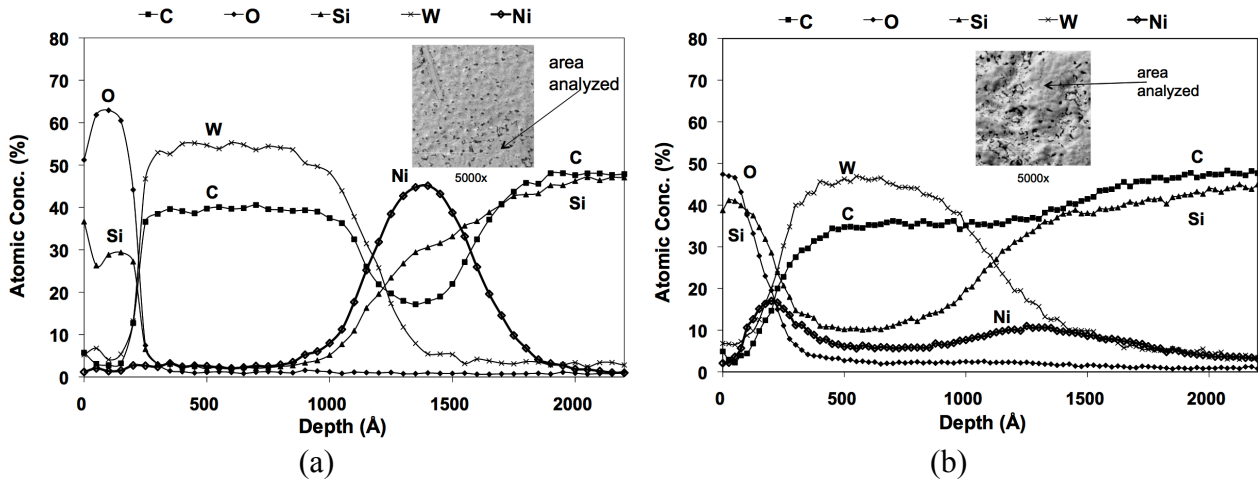 C O Si W Ni
80
70
60
50
40
30
20
10
0
Atomic Conc. (%)
0 500 1000 1500 2000
Depth (Å)
O
Si
W
C
Ni
C
Si
area
analyzed
5000x
(a)
C O Si W Ni
80
70
60
50
40
30
20
10
0
Atomic Conc. (%)
0 500 1000 1500 2000
Depth (Å)
O
Si
W
C
Ni
C
Si
area
analyzed
5000x
(b)